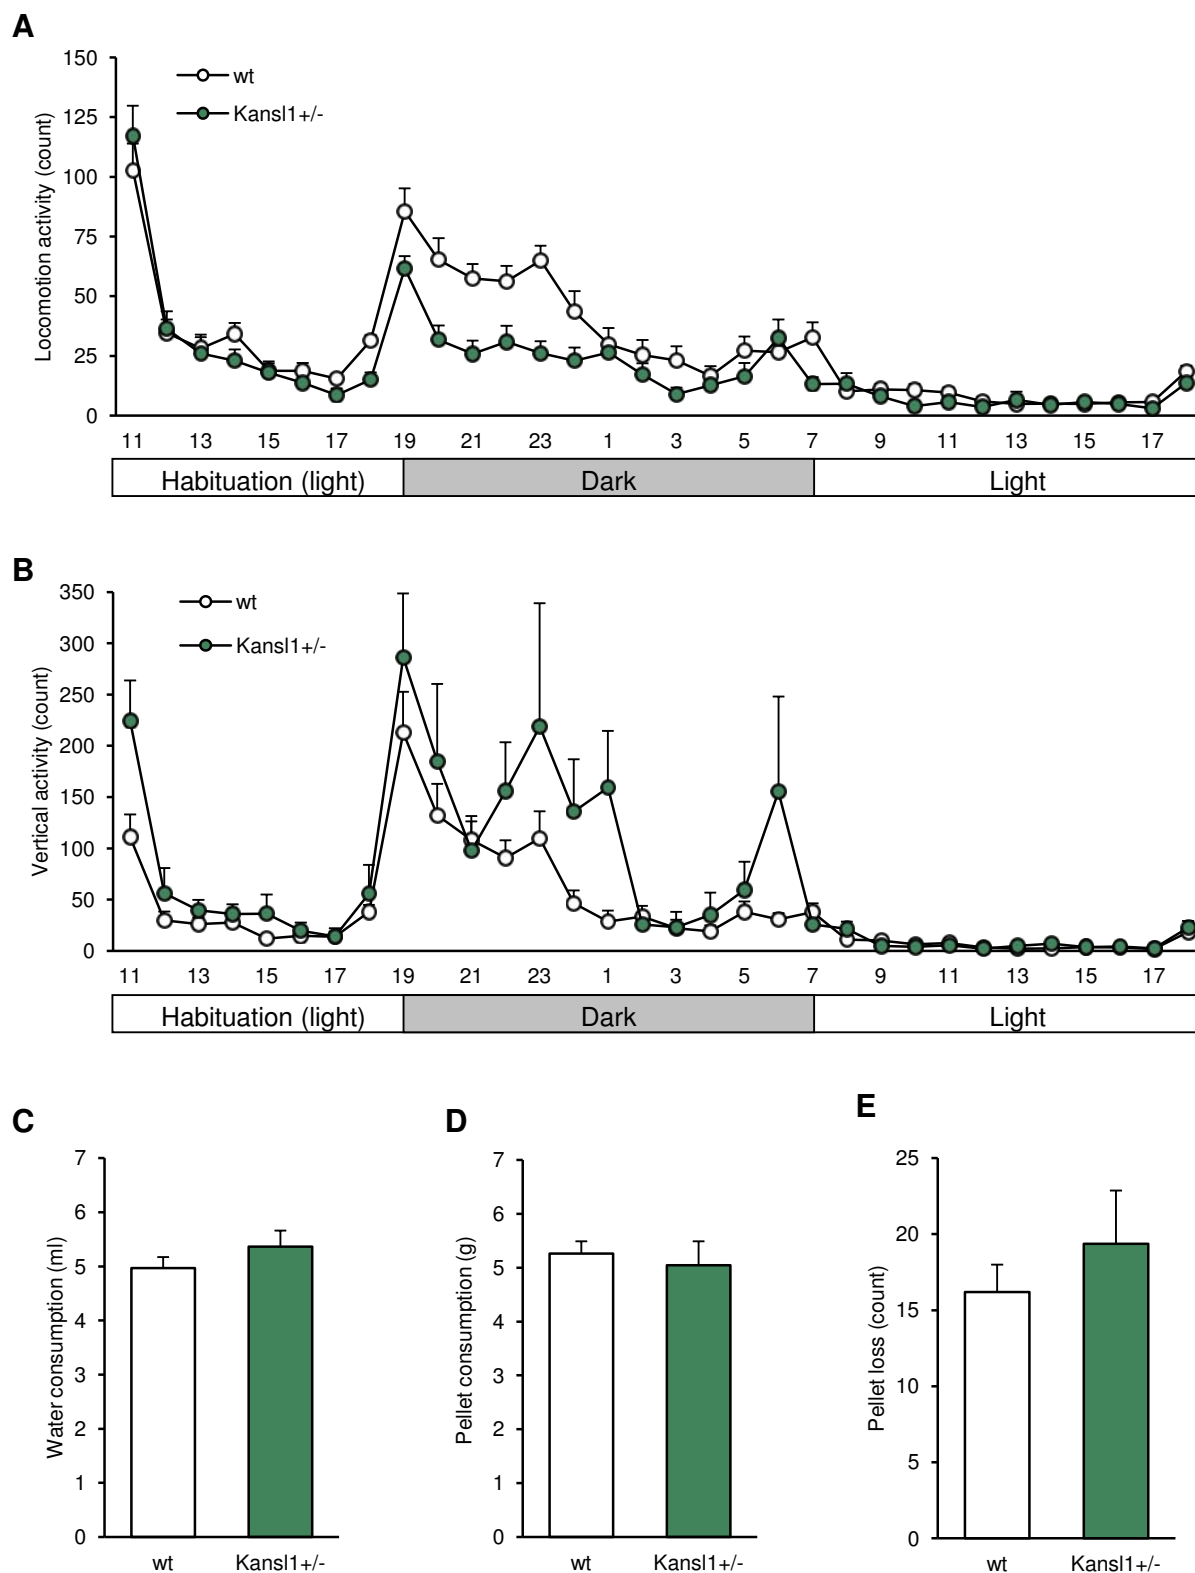 A
150
125
100
75
50
25
0
Locomotion activity (count)
wt
Kansl1+/-
11 13 15 17 19 21 23 1 3 5 7 9 11 13 15 17
Habituation (light) Dark Light
B
350
300
250
200
150
100
50
0
Vertical activity (count)
wt
Kansl1+/-
11 13 15 17 19 21 23 1 3 5 7 9 11 13 15 17
Habituation (light) Dark Light
C
7
6
5
4
3
2
1
0
Water consumption (ml)
wt Kansl1+/-
D
7
6
5
4
3
2
1
0
Pellet consumption (g)
wt Kansl1+/-
E
25
20
15
10
5
0
Pellet loss (count)
wt Kansl1+/-